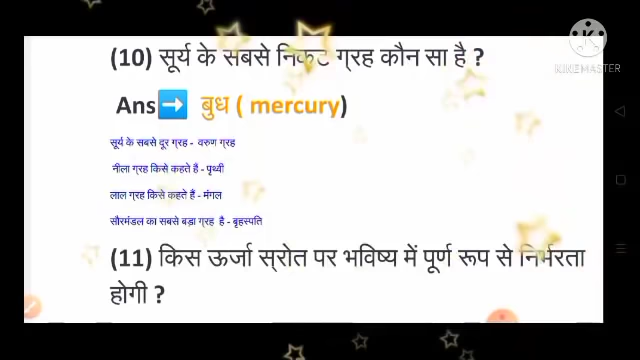 KINEMASTER
(10) सूर्य के सबसे निकट ग्रह कौन सा है ?
Ans➡ बुध ( mercury)
सूर्य के सबसे दूर ग्रह - वरुण ग्रह
नीला ग्रह किसे कहते हैं - पृथ्वी
लाल ग्रह किसे कहते हैं - मंगल
सौरमंडल का सबसे बड़ा ग्रह है - बृहस्पति
(11) किस ऊर्जा स्रोत पर भविष्य में पूर्ण रूप से निर्भरता
होगी ?